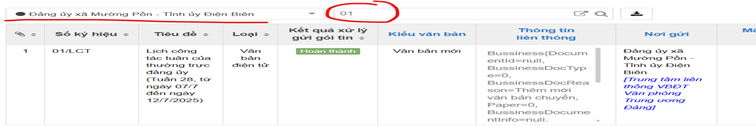 Đảng ủy xã Mường Pồn - Tỉnh ủy Điện Biên
01
Số ký hiệu
Tiêu đề
Loại
Kết quả xử lý gửi gói tin
Kiểu văn bản
Thông tin liên thông
Nơi gửi
1
01/LCT
Lịch công tác tuần của thường trực đảng ủy (Tuần 28, từ ngày 07/7 đến ngày 12/7/2025)
Văn bản điện tử
Hoàn thành
Văn bản mới
Bussiness{DocumentId=null,
BussinessDocType=0,
BussinessDocReason=Thêm mới văn bản chuyển,
Paper=0,
BussinessDocumentInfo=null,
Đảng ủy xã Mường Pồn - Tỉnh ủy Điện Biên
[Trung tâm liên thông VBĐT Văn phòng Trung ương Đảng]